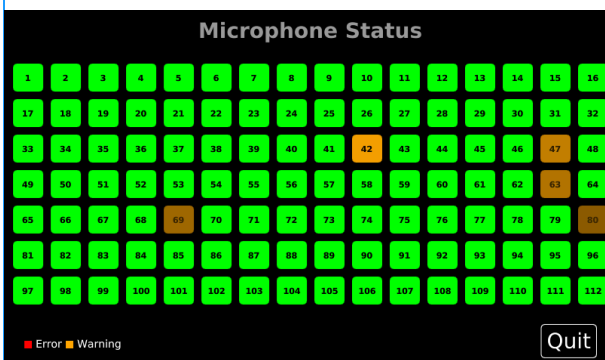 Microphone Status
1 2 3 4 5 6 7 8 9 10 11 12 13 14 15 16
17 18 19 20 21 22 23 24 25 26 27 28 29 30 31 32
33 34 35 36 37 38 39 40 41 42 43 44 45 46 47 48
49 50 51 52 53 54 55 56 57 58 59 60 61 62 63 64
65 66 67 68 69 70 71 72 73 74 75 76 77 78 79 80
81 82 83 84 85 86 87 88 89 90 91 92 93 94 95 96
97 98 99 100 101 102 103 104 105 106 107 108 109 110 111 112
Error Warning
Quit